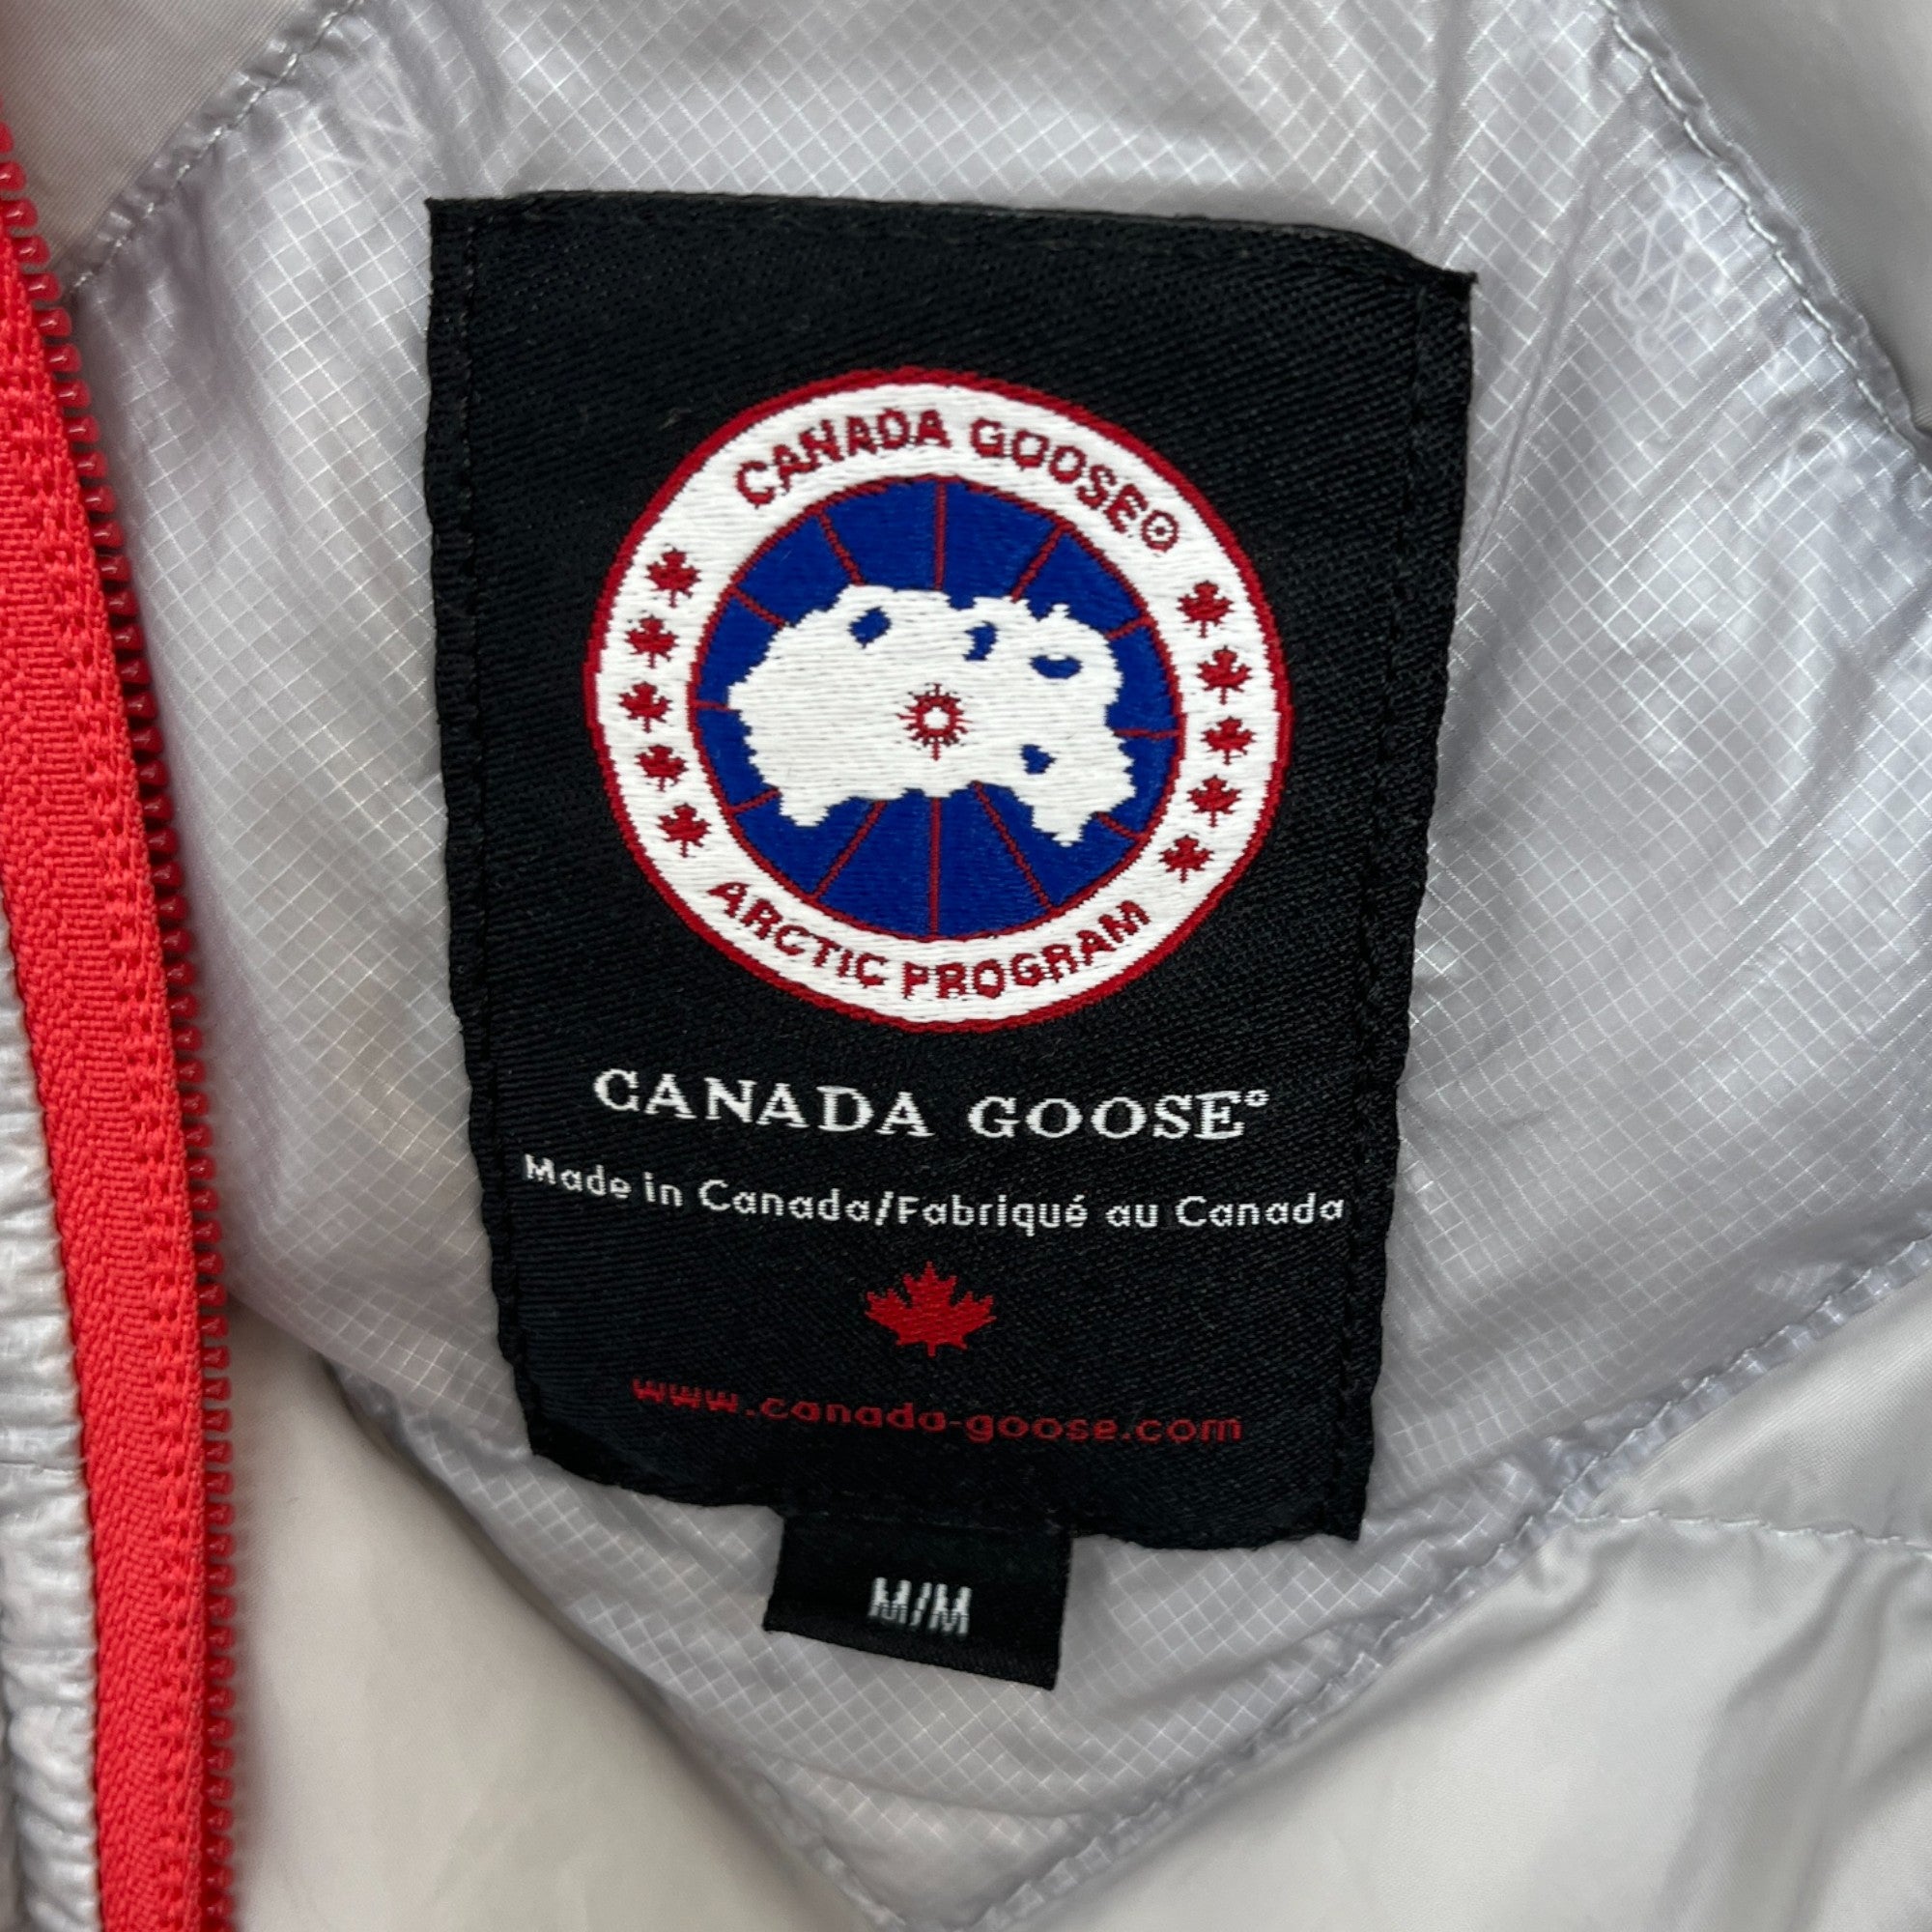 CANADA GOOSE®
ARCTIC PROGRAM
CANADA GOOSE®
Made in Canada/Fabriqué au Canada
www.canada-goose.com
M/M